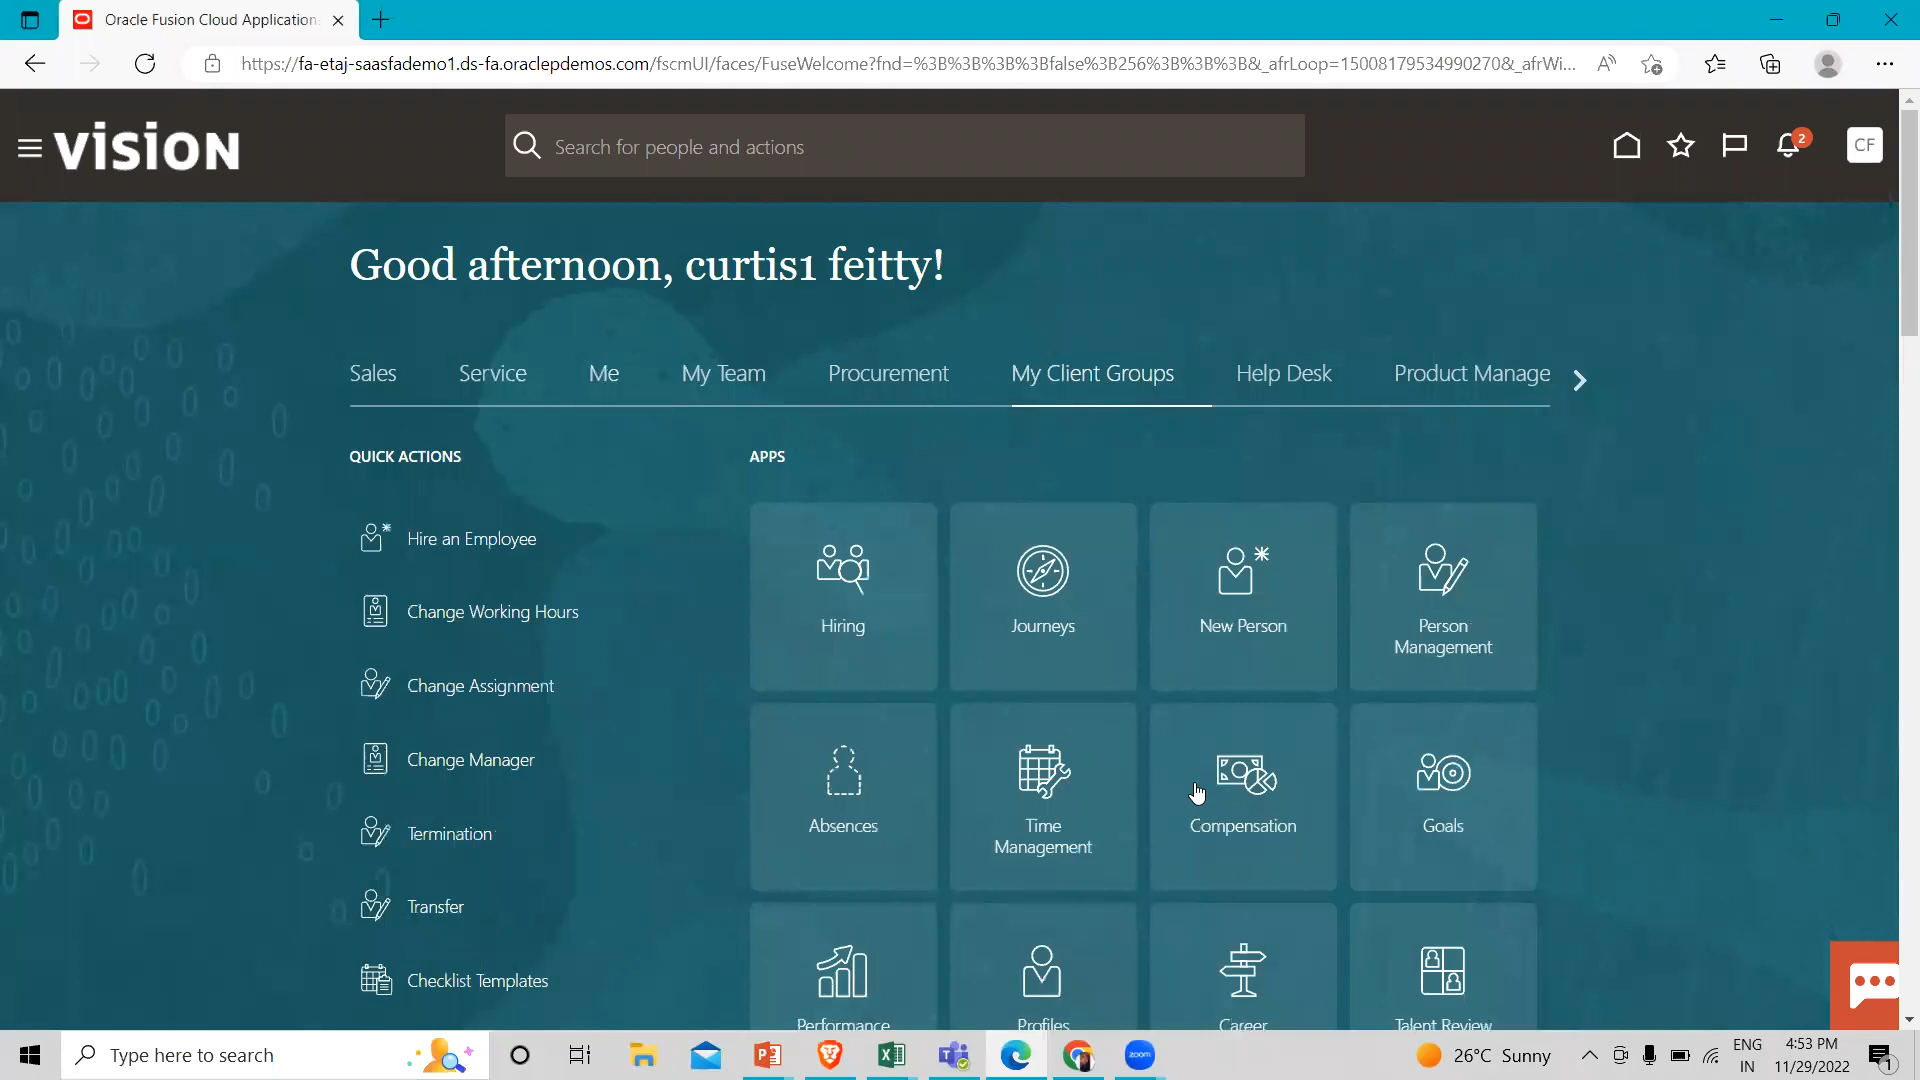 Oracle Fusion Cloud Application
https://fa-etaj-saasfademo1.ds-fa.oraclepdemos.com/fscmUI/faces/FuseWelcome?fnd=%3B%3B%3B%3Bfalse%3B256%3B%3B%3B&_afrLoop=15008179534990270&_afrWi...
vision
Search for people and actions
2
CF
Good afternoon, curtis1 feitty!
Sales
Service
Me
My Team
Procurement
My Client Groups
Help Desk
Product Manage
QUICK ACTIONS
APPS
Hire an Employee
Change Working Hours
Change Assignment
Change Manager
Termination
Transfer
Checklist Templates
Hiring
Journeys
New Person
Person
Management
Absences
Time
Management
Compensation
Goals
Performance
Profiles
Career
Talent Review
Type here to search
zoom
26°C Sunny
ENG
IN
4:53 PM
11/29/2022
1